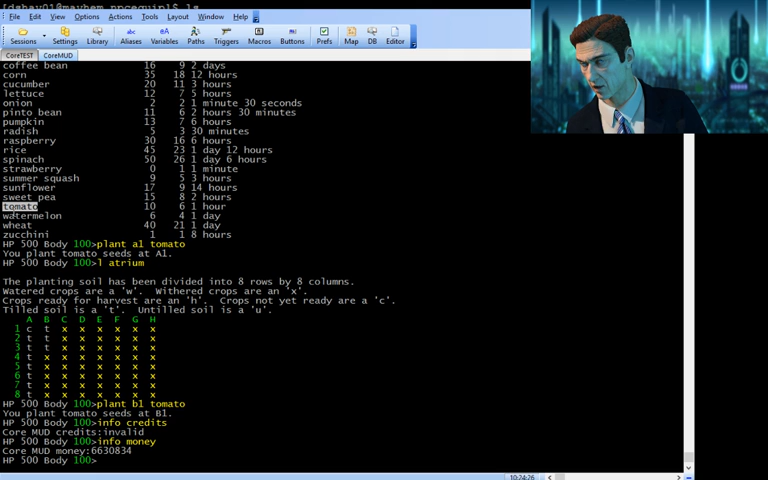 [dshav01@mayhem npcequip]$ ls
File Edit View Options Actions Tools Layout Window Help
Sessions Settings Library Aliases Variables Paths Triggers Macros Buttons Prefs Map DB Editor
CoreTEST CoreMUD
coffee bean 16 9 2 days
corn 35 18 12 hours
cucumber 20 11 3 hours
lettuce 12 7 5 hours
onion 2 2 1 minute 30 seconds
pinto bean 11 6 2 hours 30 minutes
pumpkin 13 7 6 hours
radish 5 3 30 minutes
raspberry 30 16 6 hours
rice 45 23 1 day 12 hours
spinach 50 26 1 day 6 hours
strawberry 0 1 1 minute
summer squash 9 5 3 hours
sunflower 17 9 14 hours
sweet pea 15 8 2 hours
tomato 10 6 1 hour
watermelon 6 4 1 day
wheat 40 21 1 day
zucchini 1 1 8 hours
HP 500 Body 100>plant a1 tomato
You plant tomato seeds at A1.
HP 500 Body 100>l atrium
The planting soil has been divided into 8 rows by 8 columns.
Watered crops are a 'w'. Withered crops are an 'x'.
Crops ready for harvest are an 'h'. Crops not yet ready are a 'c'.
Tilled soil is a 't'. Untilled soil is a 'u'.
A B C D E F G H
1 c t x x x x x x
2 t t x x x x x x
3 t t x x x x x x
4 t x x x x x x x
5 t x x x x x x x
6 t x x x x x x x
7 t x x x x x x x
8 t x x x x x x x
HP 500 Body 100>plant b1 tomato
You plant tomato seeds at B1.
HP 500 Body 100>info credits
Core MUD credits:invalid
HP 500 Body 100>info money
Core MUD money:6630834
HP 500 Body 100>
10:24:26